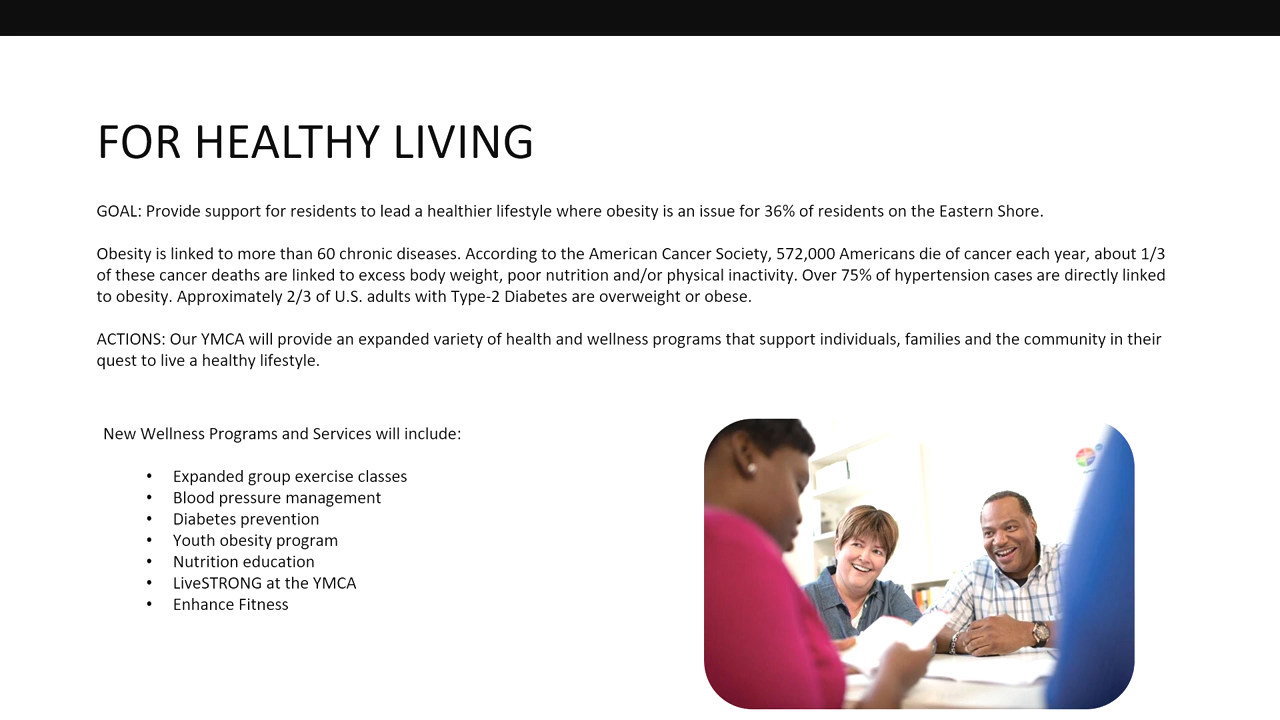 FOR HEALTHY LIVING
GOAL: Provide support for residents to lead a healthier lifestyle where obesity is an issue for 36% of residents on the Eastern Shore.
Obesity is linked to more than 60 chronic diseases. According to the American Cancer Society, 572,000 Americans die of cancer each year, about 1/3
of these cancer deaths are linked to excess body weight, poor nutrition and/or physical inactivity. Over 75% of hypertension cases are directly linked
to obesity. Approximately 2/3 of U.S. adults with Type-2 Diabetes are overweight or obese.
ACTIONS: Our YMCA will provide an expanded variety of health and wellness programs that support individuals, families and the community in their
quest to live a healthy lifestyle.
New Wellness Programs and Services will include:
• Expanded group exercise classes
• Blood pressure management
• Diabetes prevention
• Youth obesity program
• Nutrition education
• LiveSTRONG at the YMCA
• Enhance Fitness